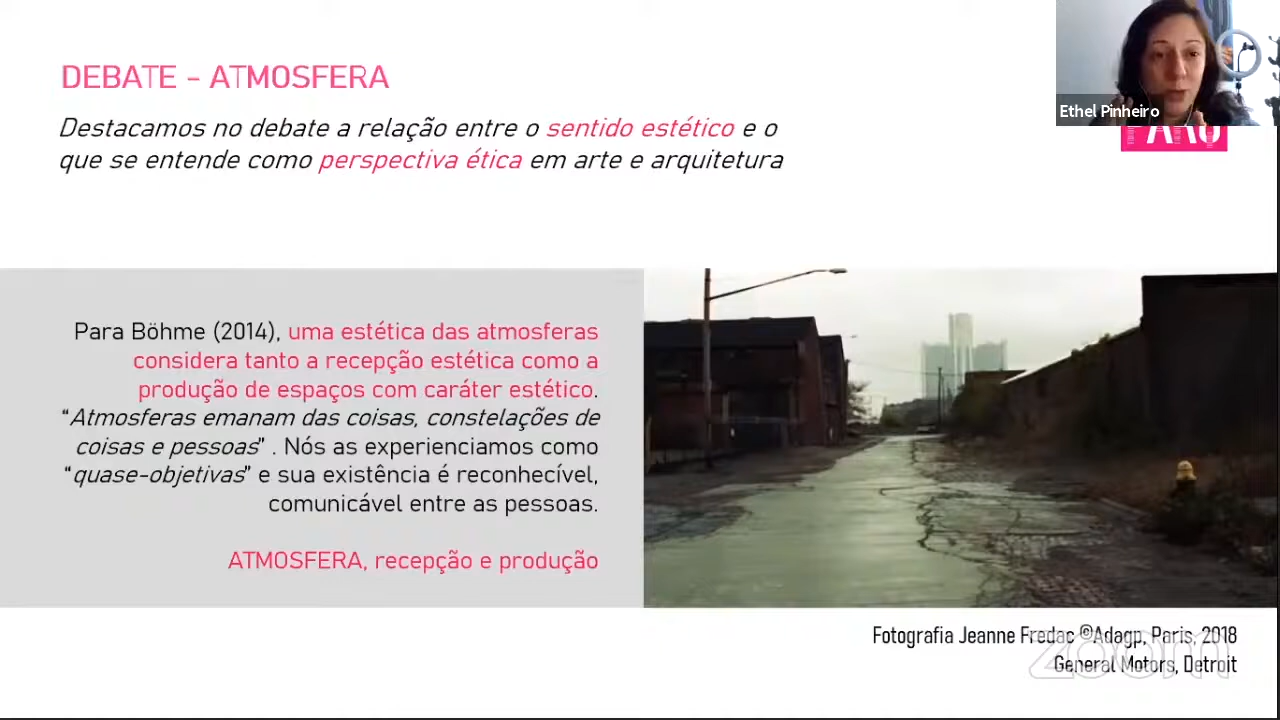 DEBATE - ATMOSFERA
Destacamos no debate a relação entre o sentido estético e o
que se entende como perspectiva ética em arte e arquitetura
Ethel Pinheiro
Para Böhme (2014), uma estética das atmosferas
considera tanto a recepção estética como a
produção de espaços com caráter estético.
“Atmosferas emanam das coisas, constelações de
coisas e pessoas” . Nós as experienciamos como
“quase-objetivas” e sua existência é reconhecível,
comunicável entre as pessoas.
ATMOSFERA, recepção e produção
Fotografia Jeanne Fredac ©Adagp, Paris, 2018
General Motors, Detroit
zoom